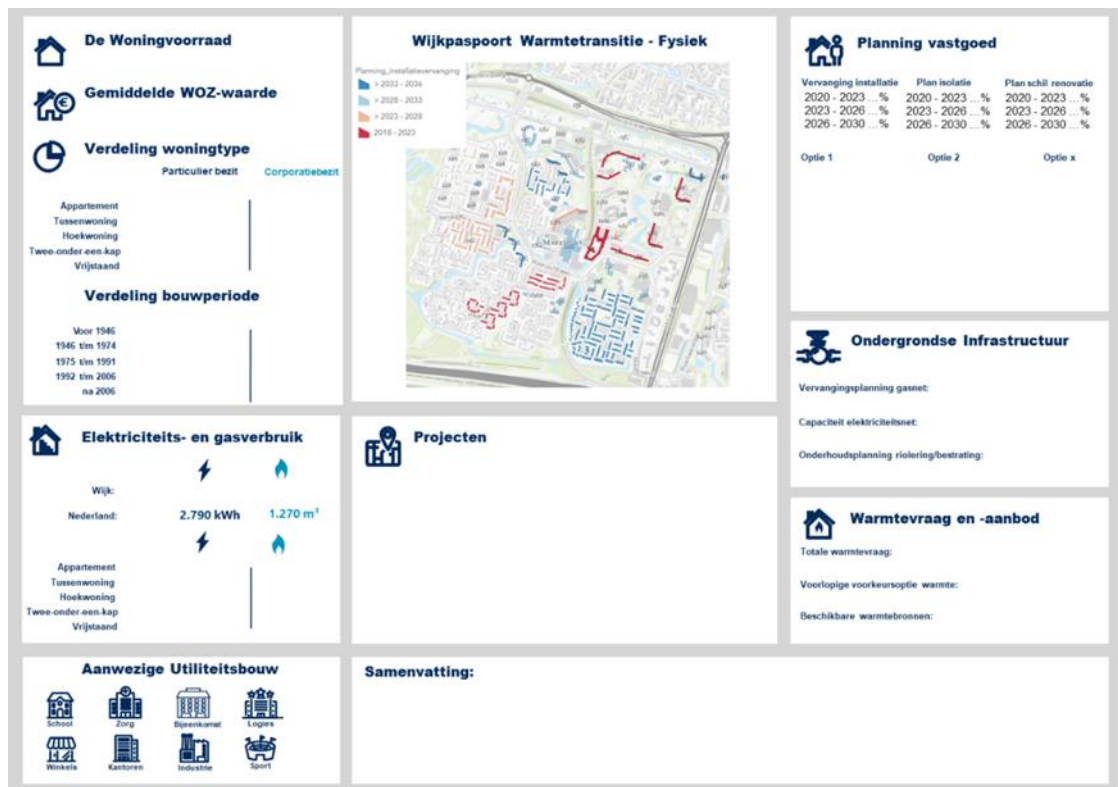 De Woningvoorraad
Gemiddelde WOZ-waarde
Verdeling woningtype
Particulier bezit Corporatiebezit
Appartement
Tussenwoning
Hoekwoning
Twee-onder-een-kap
Vrijstaand
Verdeling bouwperiode
Voor 1946
1946 t/m 1974
1975 t/m 1991
1992 t/m 2006
na 2006
Elektriciteits- en gasverbruik
Wijk:
Nederland: 2.790 kWh 1.270 m³
Appartement
Tussenwoning
Hoekwoning
Twee-onder-een-kap
Vrijstaand
Aanwezige Utiliteitsbouw
School Zorg Bijeenkomst Logies
Winkels Kantoren Industrie Sport
Wijkpaspoort Warmtetransitie - Fysiek
Planning_Installatievervanging
> 2033 - 2036
> 2028 - 2033
> 2023 - 2028
2018 - 2023
Projecten
Samenvatting:
Planning vastgoed
Vervanging installatie Plan isolatie Plan schil renovatie
2020 - 2023 ...% 2020 - 2023 ...% 2020 - 2023 ...%
2023 - 2026 ...% 2023 - 2026 ...% 2023 - 2026 ...%
2026 - 2030 ...% 2026 - 2030 ...% 2026 - 2030 ...%
Optie 1 Optie 2 Optie x
Ondergrondse Infrastructuur
Vervangingsplanning gasnet:
Capaciteit elektriciteitsnet:
Onderhoudsplanning riolering/bestrating:
Warmtevraag en -aanbod
Totale warmtevraag:
Voorlopige voorkeursoptie warmte:
Beschikbare warmtebronnen: